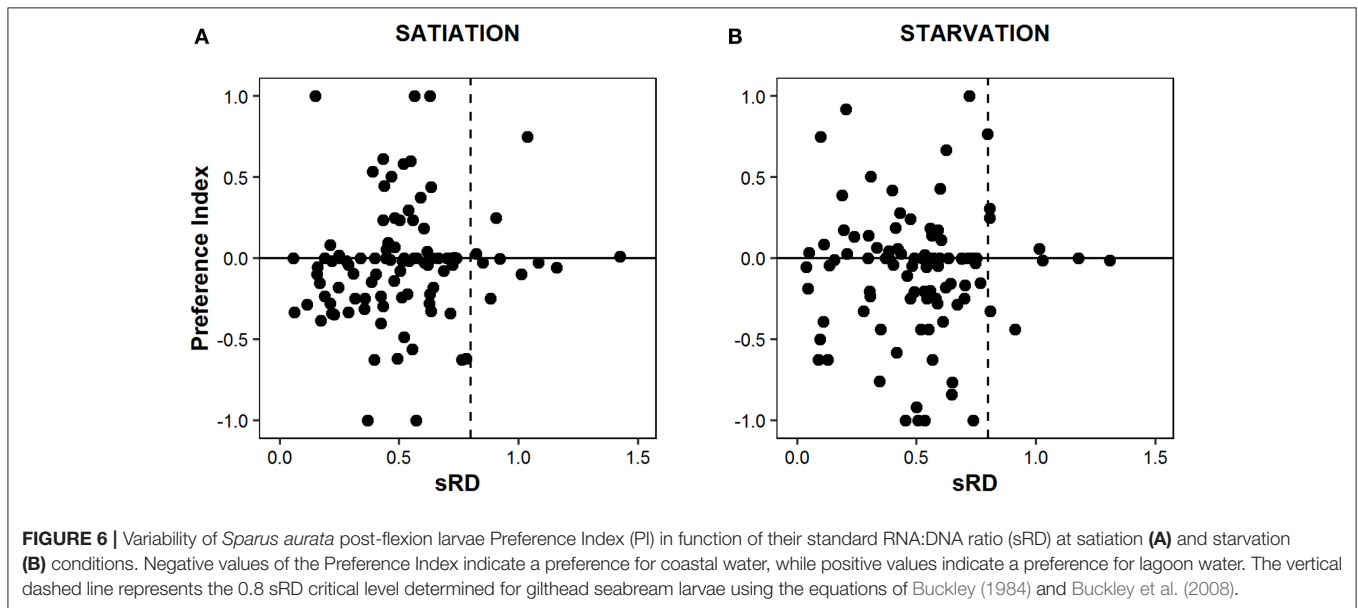 A SATIATION
B STARVATION
Preference Index
1.0
0.5
0.0
-0.5
-1.0
0.0 0.5 1.0 1.5
sRD
1.0
0.5
0.0
-0.5
-1.0
0.0 0.5 1.0 1.5
sRD
FIGURE 6 | Variability of Sparus aurata post-flexion larvae Preference Index (PI) in function of their standard RNA:DNA ratio (sRD) at satiation (A) and starvation
(B) conditions. Negative values of the Preference Index indicate a preference for coastal water, while positive values indicate a preference for lagoon water. The vertical
dashed line represents the 0.8 sRD critical level determined for gilthead seabream larvae using the equations of Buckley (1984) and Buckley et al. (2008).